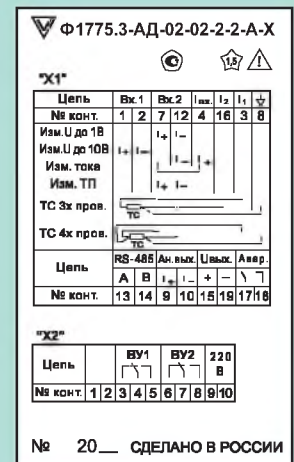 Ф1775.3-АД-02-02-2-2-А-Х
1,5
"X1"
Цепь Вх.1 Вх.2 Iвх. I2 I1
№ конт. 1 2 7 12 4 16 3 8
Изм.U до 1В I+ I−
Изм.U до 10В I+ I−
Изм. тока I− I+
Изм. ТП I+ I−
ТС 3х пров. ТС
ТС 4х пров. ТС
Цепь RS-485 Ан.вых. Uвых. Авар.
А В I+ I− + −
№ конт. 13 14 9 10 15 19 17 18
"X2"
Цепь ВУ1 ВУ2 220 В
№ конт. 1 2 3 4 5 6 7 8 9 10
№ 20__ СДЕЛАНО В РОССИИ